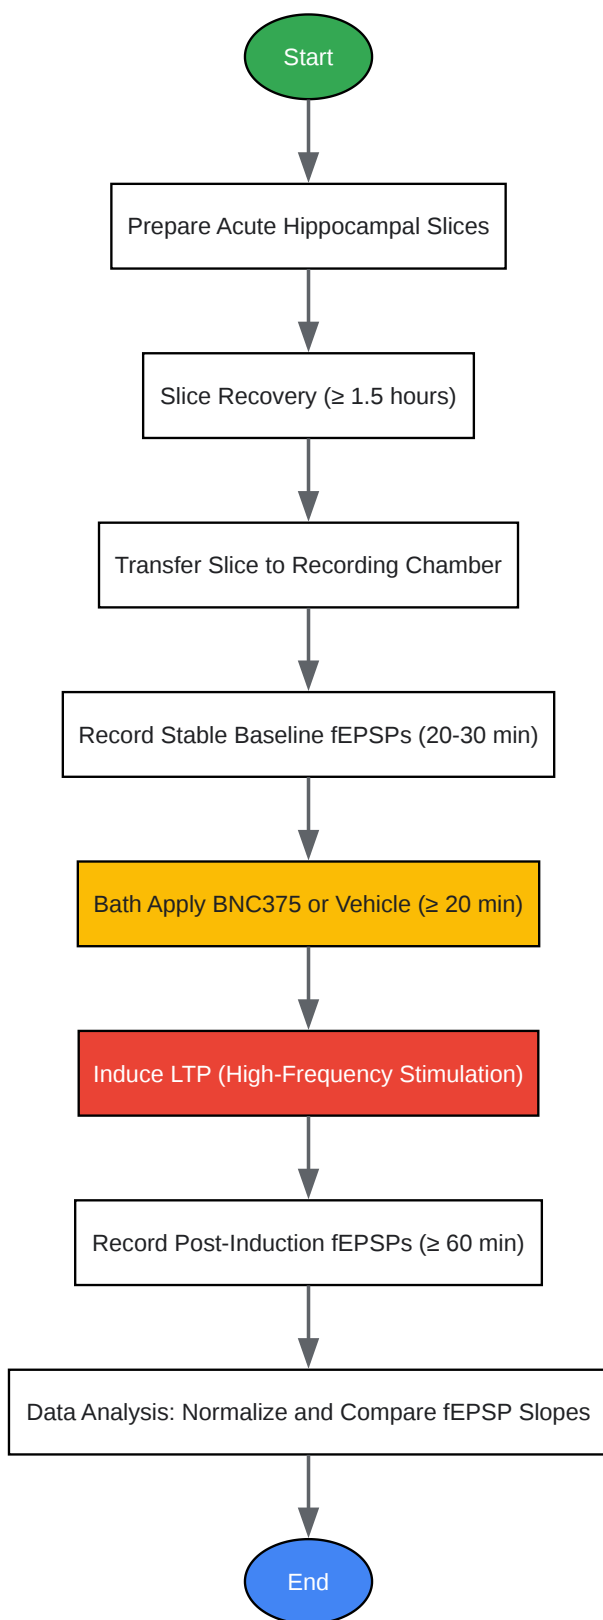 Start
Prepare Acute Hippocampal Slices
Slice Recovery (≥ 1.5 hours)
Transfer Slice to Recording Chamber
Record Stable Baseline fEPSPs (20-30 min)
Bath Apply BNC375 or Vehicle (≥ 20 min)
Induce LTP (High-Frequency Stimulation)
Record Post-Induction fEPSPs (≥ 60 min)
Data Analysis: Normalize and Compare fEPSP Slopes
End